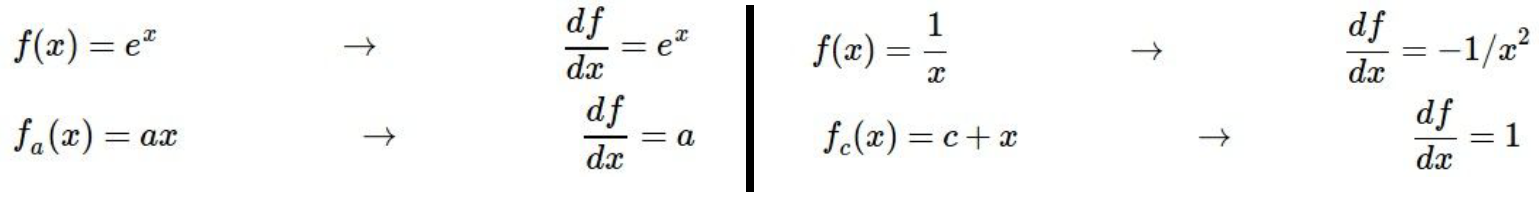 f(x) = e^x → df/dx = e^x
f_a(x) = ax → df/dx = a
f(x) = 1/x → df/dx = −1/x^2
f_c(x) = c + x → df/dx = 1